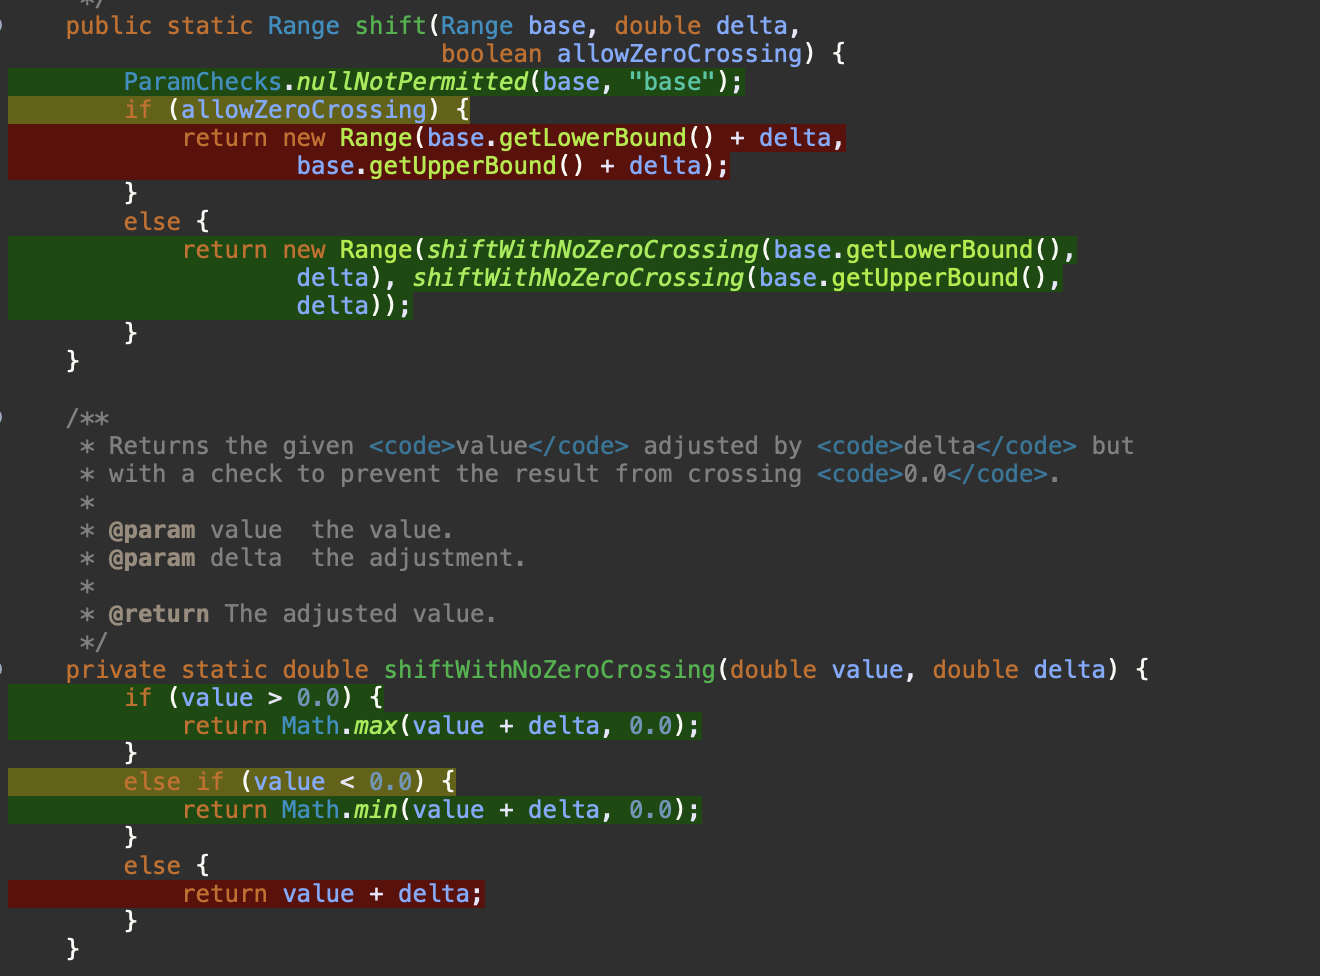 */
public static Range shift(Range base, double delta,
boolean allowZeroCrossing) {
ParamChecks.nullNotPermitted(base, "base");
if (allowZeroCrossing) {
return new Range(base.getLowerBound() + delta,
base.getUpperBound() + delta);
}
else {
return new Range(shiftWithNoZeroCrossing(base.getLowerBound(),
delta), shiftWithNoZeroCrossing(base.getUpperBound(),
delta));
}
}
/**
* Returns the given <code>value</code> adjusted by <code>delta</code> but
* with a check to prevent the result from crossing <code>0.0</code>.
*
* @param value  the value.
* @param delta  the adjustment.
*
* @return The adjusted value.
*/
private static double shiftWithNoZeroCrossing(double value, double delta) {
if (value > 0.0) {
return Math.max(value + delta, 0.0);
}
else if (value < 0.0) {
return Math.min(value + delta, 0.0);
}
else {
return value + delta;
}
}